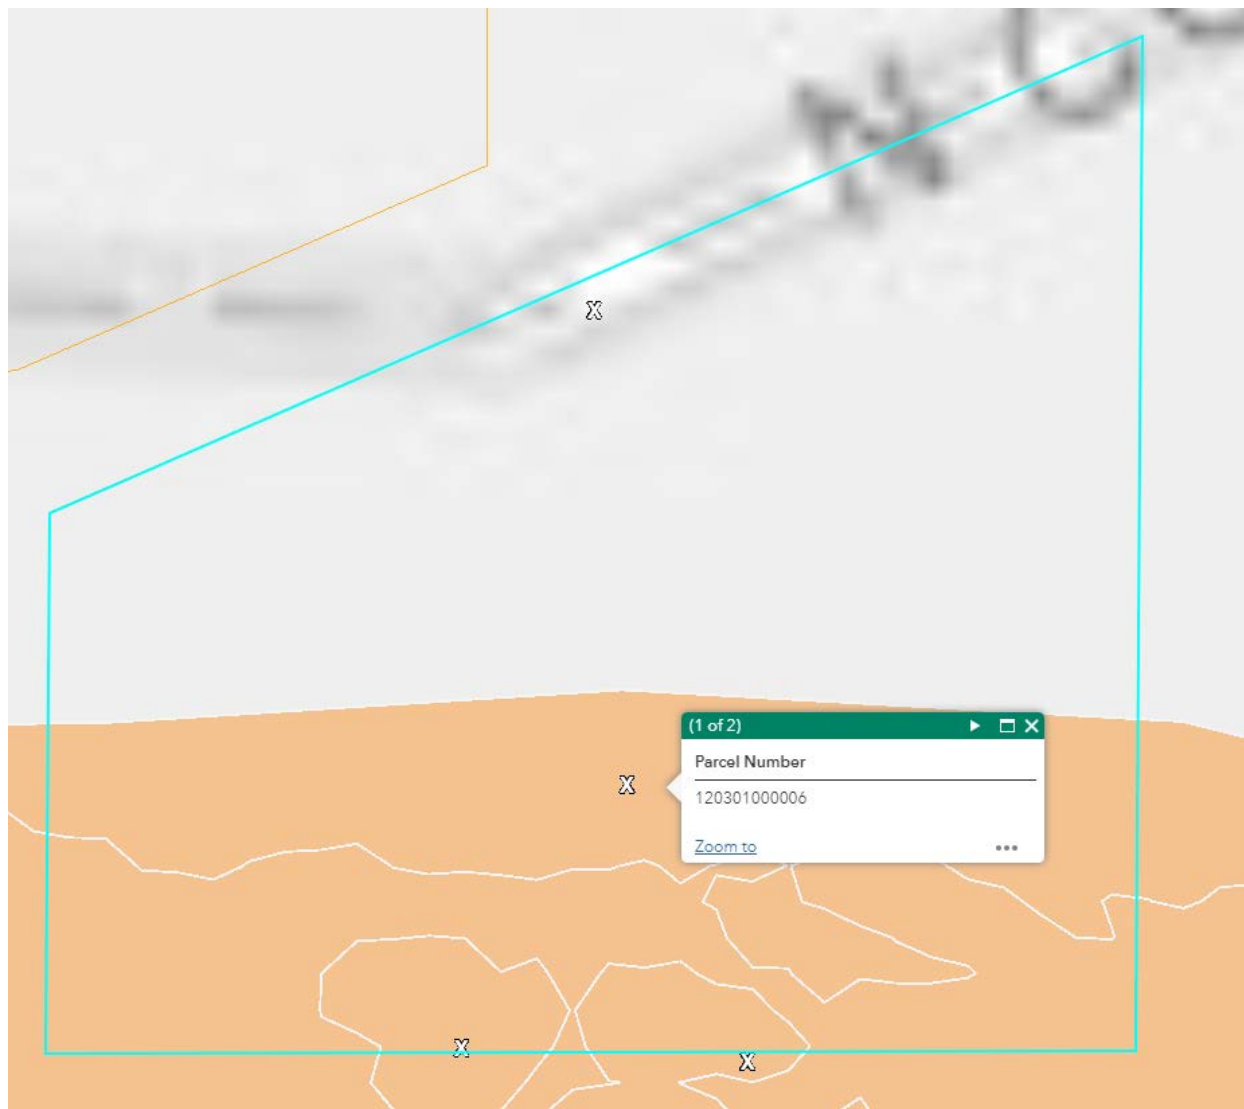 X
(1 of 2)
Parcel Number
X
120301000006
Zoom to
X
X